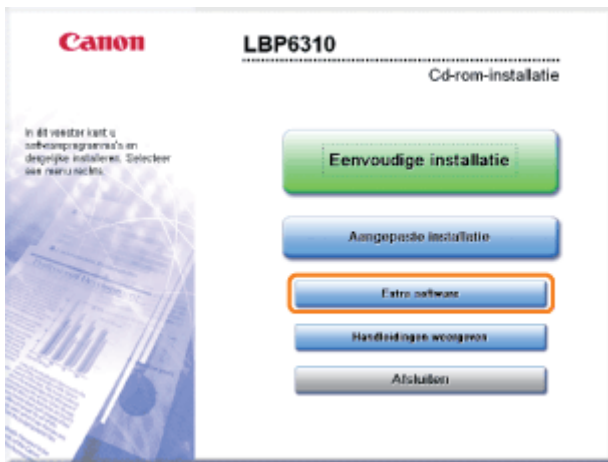 Canon
LBP6310
Cd-rom-installatie
In dit venster kunt u
softwareprogramma's en
dergelijke installeren. Selecteer
een menu rechts.
Eenvoudige installatie
Aangepaste installatie
Extra software
Handleidingen weergeven
Afsluiten